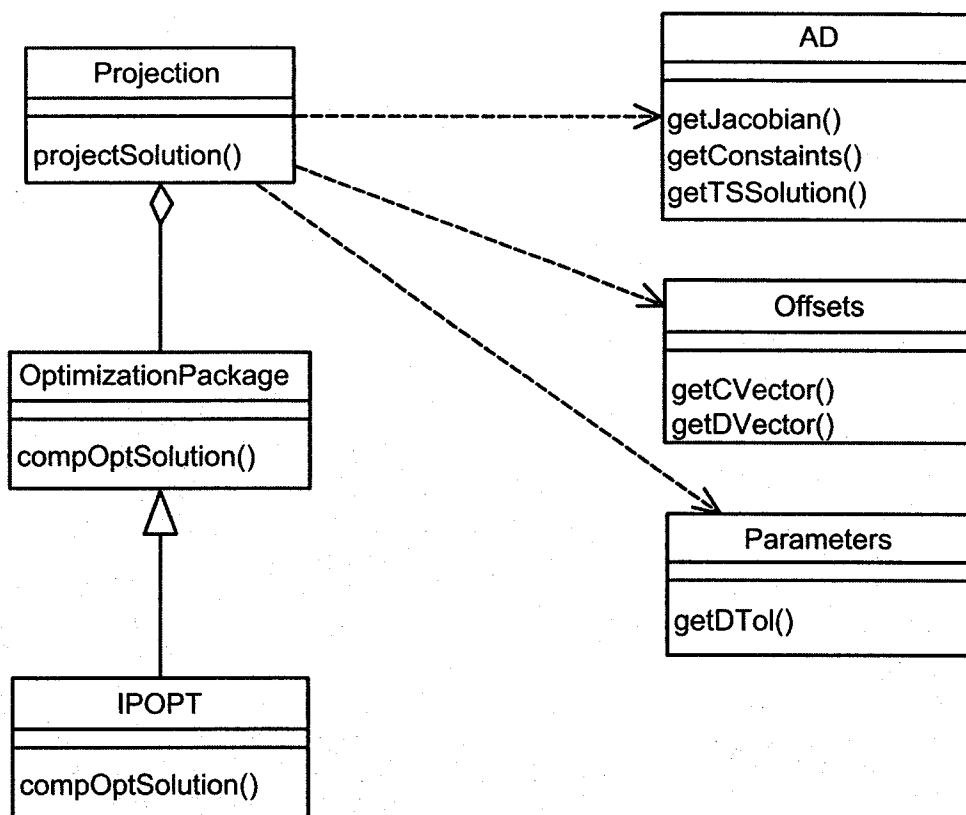 Projection
projectSolution()
OptimizationPackage
compOptSolution()
IPOPT
compOptSolution()
AD
getJacobian()
getConstaints()
getTSSolution()
Offsets
getCVector()
getDVector()
Parameters
getDTol()